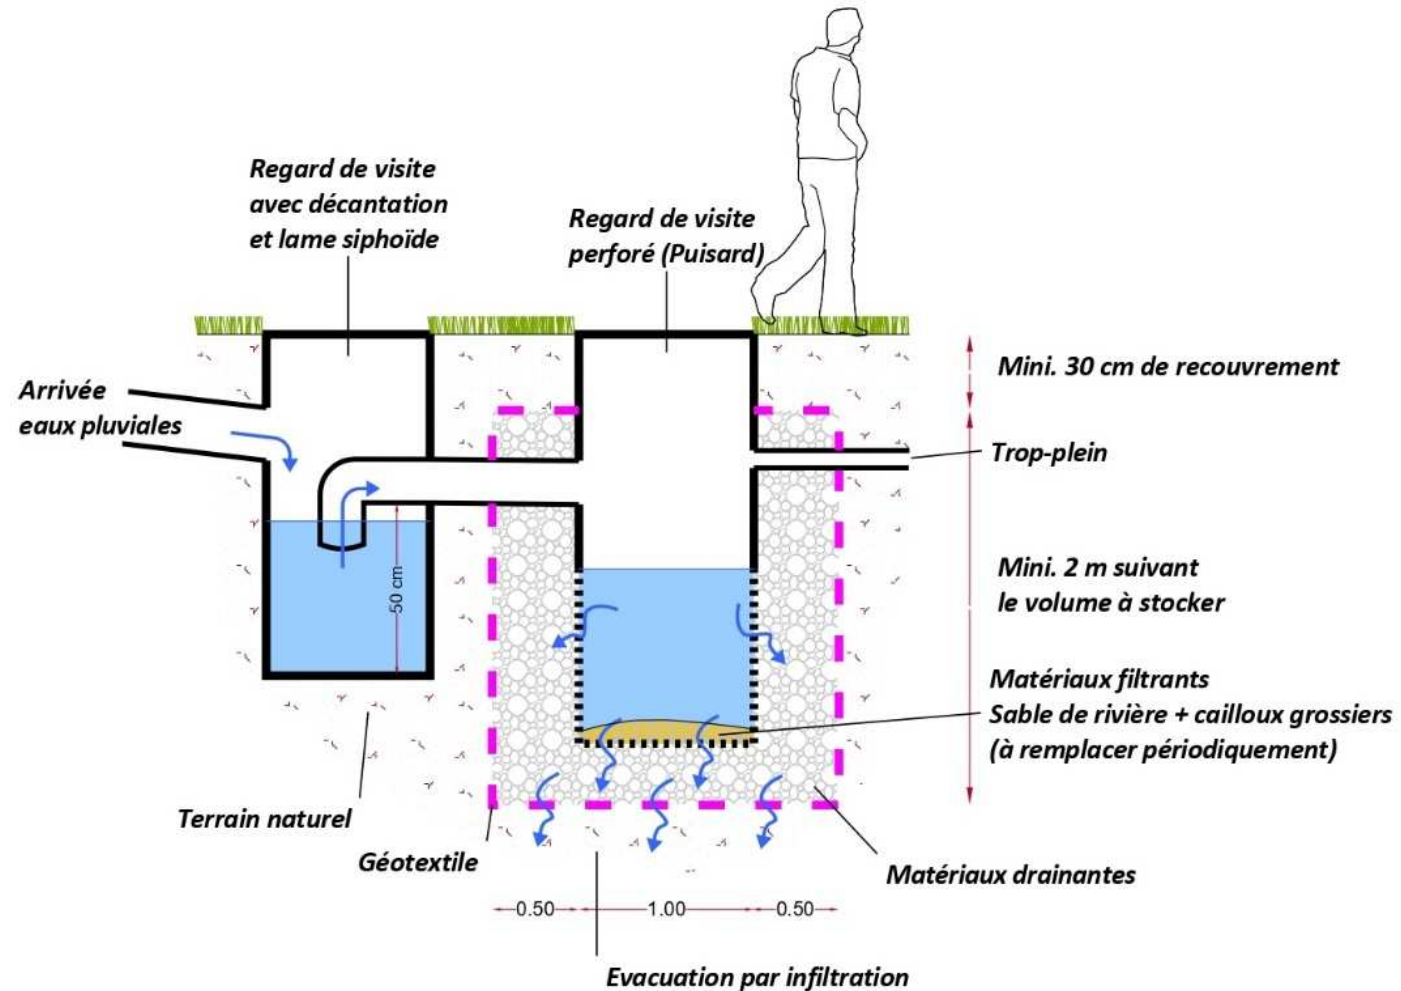 Regard de visite
avec décantation
et lame siphoïde
Regard de visite
perforé (Puisard)
Arrivée
eaux pluviales
Mini. 30 cm de recouvrement
Trop-plein
50 cm
Mini. 2 m suivant
le volume à stocker
Matériaux filtrants
Sable de rivière + cailloux grossiers
(à remplacer périodiquement)
Terrain naturel
Géotextile
Matériaux drainantes
0.50
1.00
0.50
Evacuation par infiltration